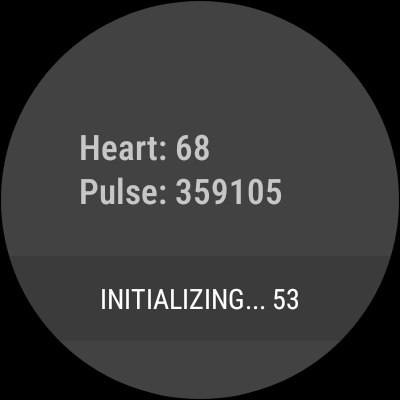 Heart: 68
Pulse: 359105
INITIALIZING... 53